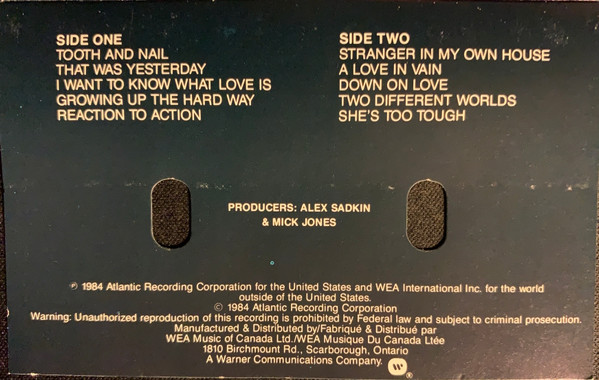 SIDE ONE
TOOTH AND NAIL
THAT WAS YESTERDAY
I WANT TO KNOW WHAT LOVE IS
GROWING UP THE HARD WAY
REACTION TO ACTION
SIDE TWO
STRANGER IN MY OWN HOUSE
A LOVE IN VAIN
DOWN ON LOVE
TWO DIFFERENT WORLDS
SHE'S TOO TOUGH
PRODUCERS: ALEX SADKIN
& MICK JONES
℗ 1984 Atlantic Recording Corporation for the United States and WEA International Inc. for the world
outside of the United States.
© 1984 Atlantic Recording Corporation
Warning: Unauthorized reproduction of this recording is prohibited by Federal law and subject to criminal prosecution.
Manufactured & Distributed by/Fabriqué & Distribué par
WEA Music of Canada Ltd./WEA Musique Du Canada Ltée
1810 Birchmount Rd., Scarborough, Ontario
A Warner Communications Company. ®